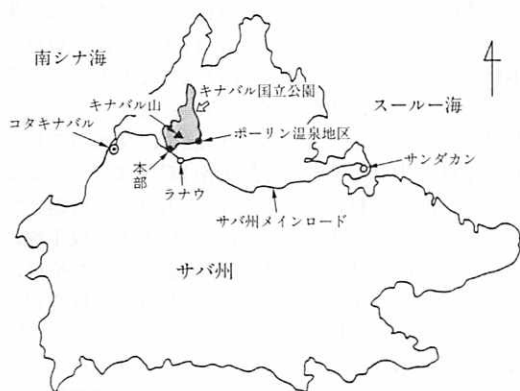 南シナ海
キナバル国立公園
キナバル山
スールー海
コタキナバル
ポーリン温泉地区
サンダカン
本部
ラナウ
サバ州メインロード
サバ州